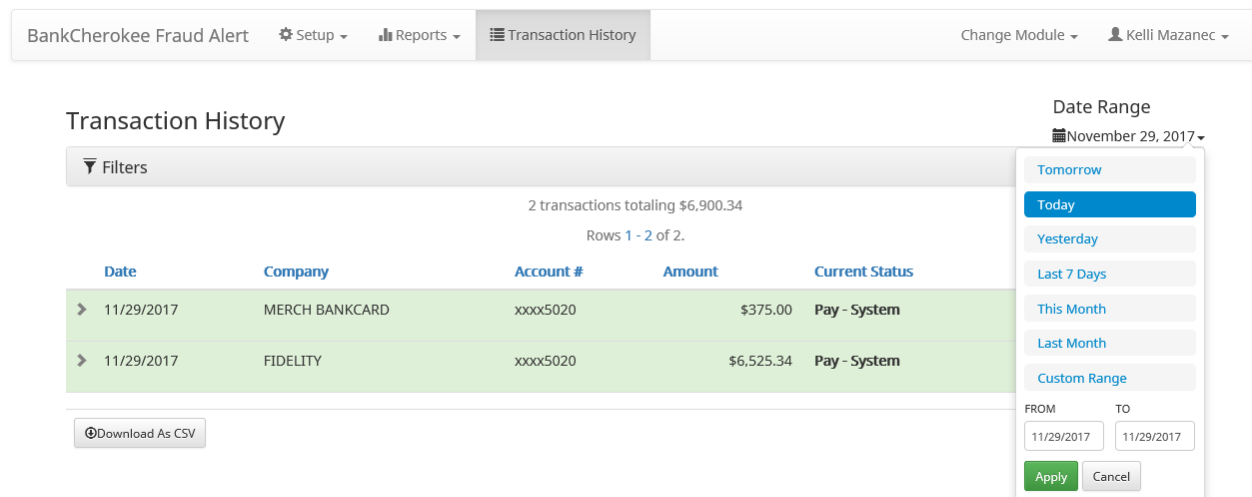 BankCherokee Fraud Alert Setup Reports Transaction History Change Module Kelli Mazanec
Transaction History
Date Range
November 29, 2017
Filters
2 transactions totaling $6,900.34
Rows 1 - 2 of 2.
Date Company Account # Amount Current Status
11/29/2017 MERCH BANKCARD xxxx5020 $375.00 Pay - System
11/29/2017 FIDELITY xxxx5020 $6,525.34 Pay - System
Download As CSV
Tomorrow
Today
Yesterday
Last 7 Days
This Month
Last Month
Custom Range
FROM TO
11/29/2017 11/29/2017
Apply Cancel